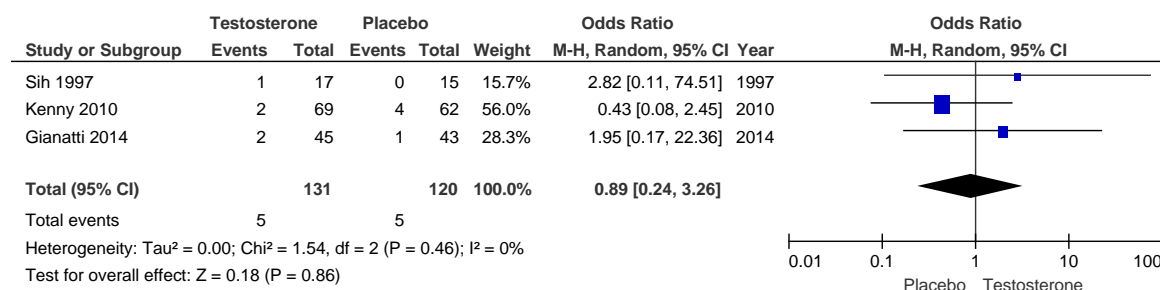 Testosterone Placebo Odds Ratio Odds Ratio
Study or Subgroup Events Total Events Total Weight M-H, Random, 95% CI Year M-H, Random, 95% CI
Sih 1997 1 17 0 15 15.7% 2.82 [0.11, 74.51] 1997
Kenny 2010 2 69 4 62 56.0% 0.43 [0.08, 2.45] 2010
Gianatti 2014 2 45 1 43 28.3% 1.95 [0.17, 22.36] 2014
Total (95% CI) 131 120 100.0% 0.89 [0.24, 3.26]
Total events 5 5
Heterogeneity: Tau² = 0.00; Chi² = 1.54, df = 2 (P = 0.46); I² = 0%
Test for overall effect: Z = 0.18 (P = 0.86)
0.01 0.1 1 10 100
Placebo Testosterone